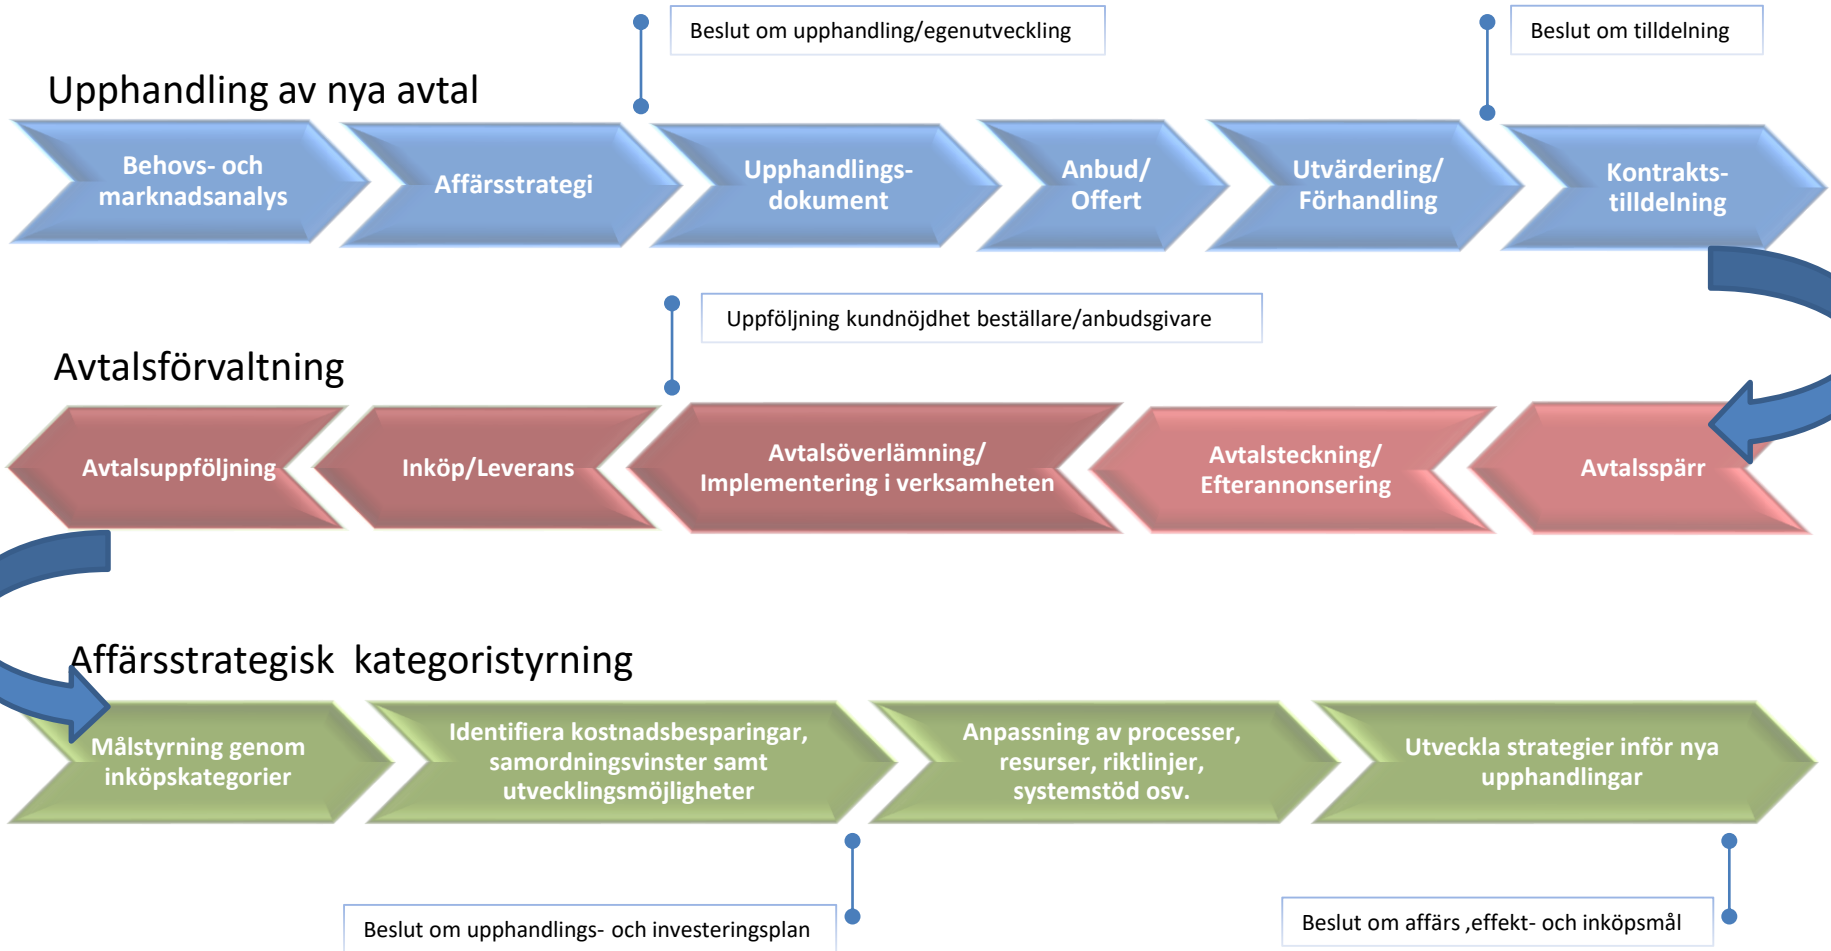 Beslut om upphandling/egenutveckling
Beslut om tilldelning
Upphandling av nya avtal
Behovs- och
marknadsanalys
Affärsstrategi
Upphandlings-
dokument
Anbud/
Offert
Utvärdering/
Förhandling
Kontrakts-
tilldelning
Uppföljning kundnöjdhet beställare/anbudsgivare
Avtalsförvaltning
Avtalsuppföljning
Inköp/Leverans
Avtalsöverlämning/
Implementering i verksamheten
Avtalsteckning/
Efterannonsering
Avtalsspärr
Affärsstrategisk kategoristyrning
Målstyrning genom
inköpskategorier
Identifiera kostnadsbesparingar,
samordningsvinster samt
utvecklingsmöjligheter
Anpassning av processer,
resurser, riktlinjer,
systemstöd osv.
Utveckla strategier inför nya
upphandlingar
Beslut om upphandlings- och investeringsplan
Beslut om affärs ,effekt- och inköpsmål